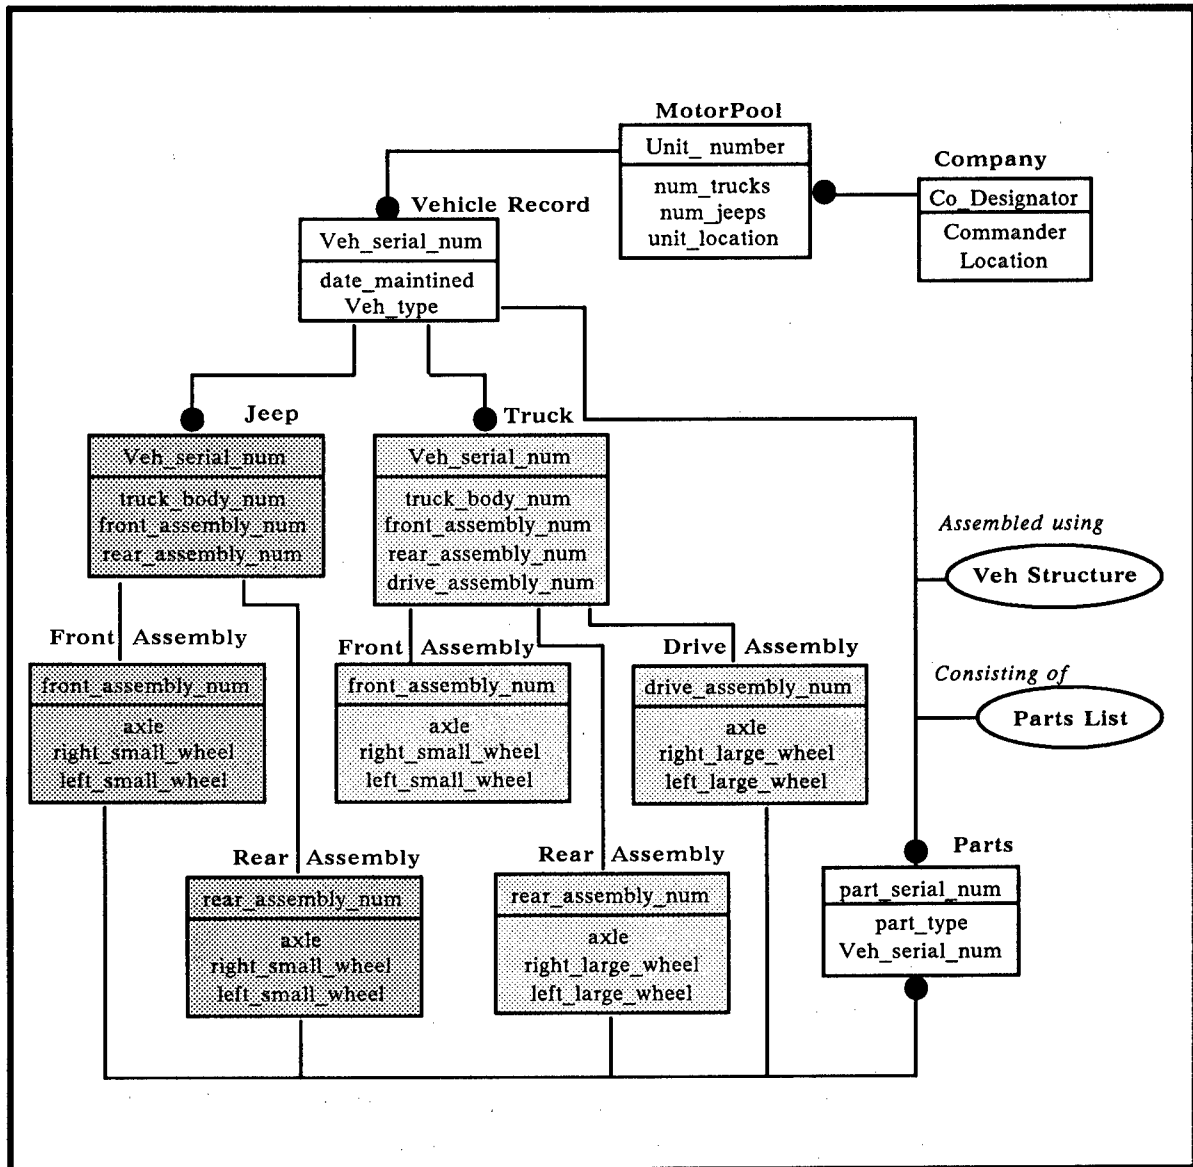 MotorPool
Unit_ number
num_trucks
num_jeeps
unit_location
Company
Co_Designator
Commander
Location
Vehicle Record
Veh_serial_num
date_maintined
Veh_type
Jeep
Veh_serial_num
truck_body_num
front_assembly_num
rear_assembly_num
Truck
Veh_serial_num
truck_body_num
front_assembly_num
rear_assembly_num
drive_assembly_num
Assembled using
Veh Structure
Consisting of
Parts List
Front Assembly
front_assembly_num
axle
right_small_wheel
left_small_wheel
Front Assembly
front_assembly_num
axle
right_small_wheel
left_small_wheel
Drive Assembly
drive_assembly_num
axle
right_large_wheel
left_large_wheel
Rear Assembly
rear_assembly_num
axle
right_small_wheel
left_small_wheel
Rear Assembly
rear_assembly_num
axle
right_large_wheel
left_large_wheel
Parts
part_serial_num
part_type
Veh_serial_num